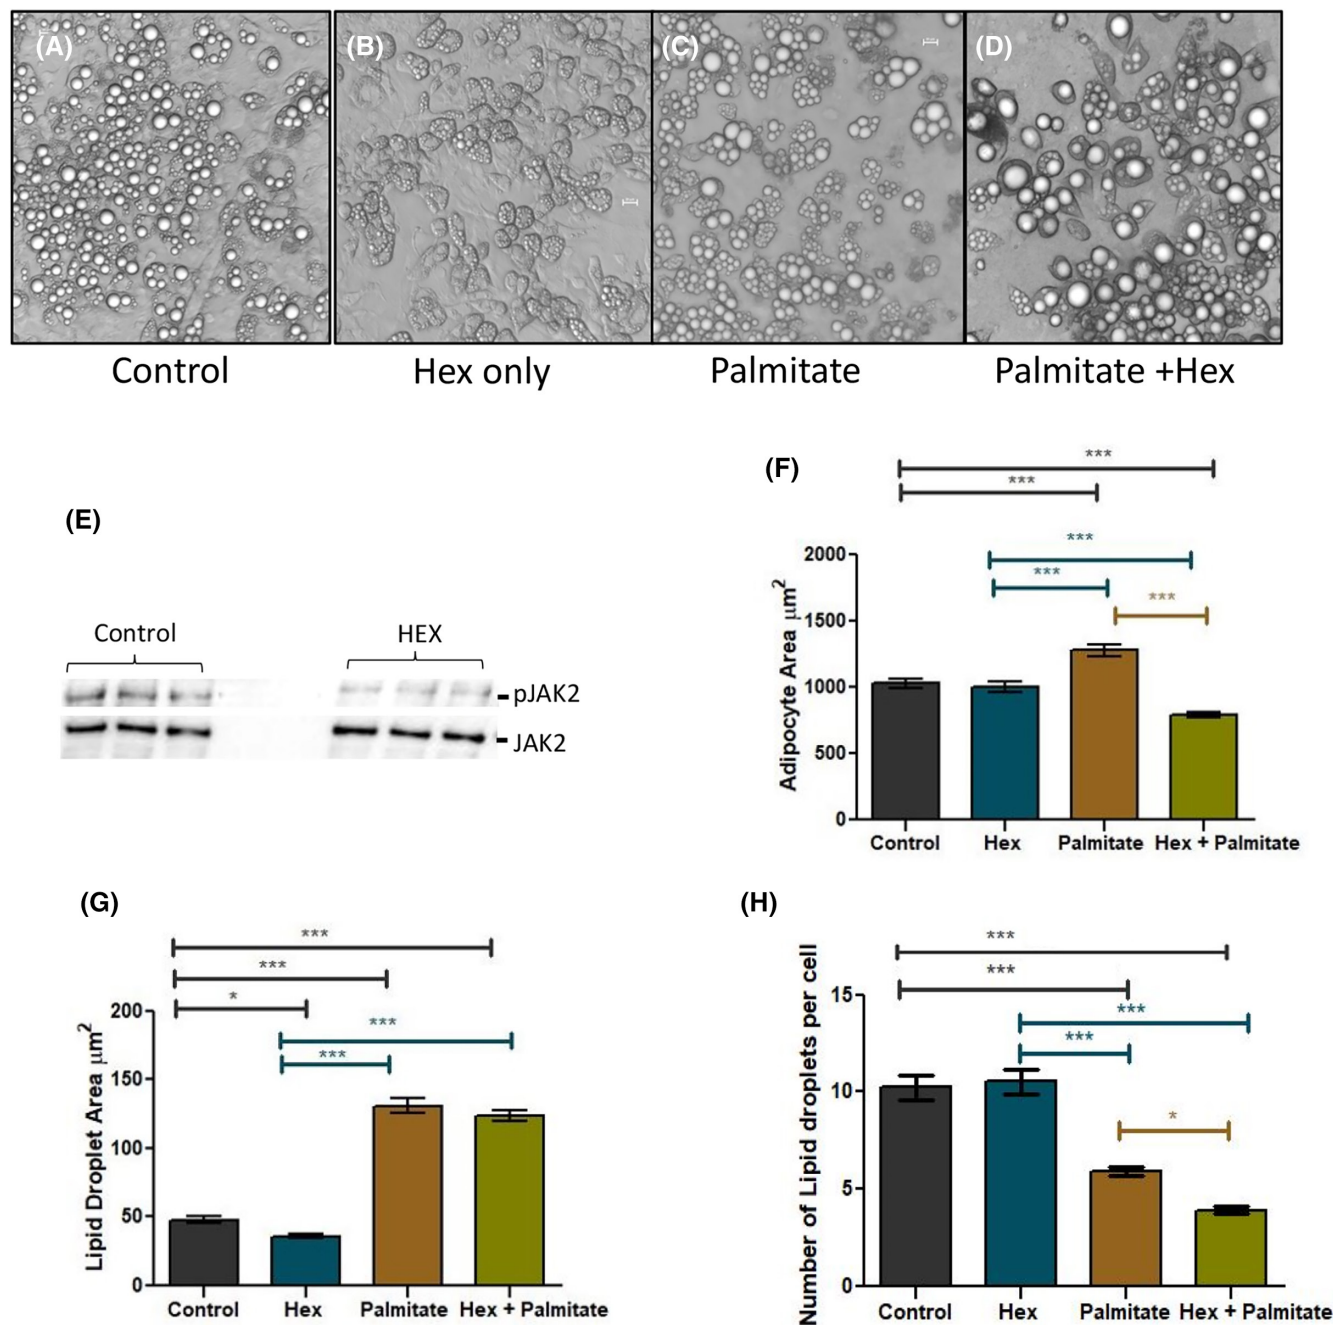 (A) (B) (C) (D)
Control Hex only Palmitate Palmitate +Hex
(E)
Control HEX
pJAK2
JAK2
(F)
***
***
***
***
***
Adipocyte Area μm2
2000
1500
1000
500
0
Control Hex Palmitate Hex + Palmitate
(G)
***
***
*
***
***
Lipid Droplet Area μm2
200
150
100
50
0
Control Hex Palmitate Hex + Palmitate
(H)
***
***
***
***
*
Number of Lipid droplets per cell
15
10
5
0
Control Hex Palmitate Hex + Palmitate